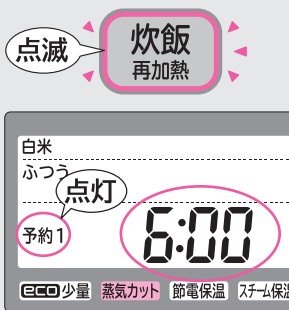 点滅
炊飯
再加熱
白米
ふつう
点灯
予約1
6:00
eco少量 蒸気カット 節電保温 スチーム保温